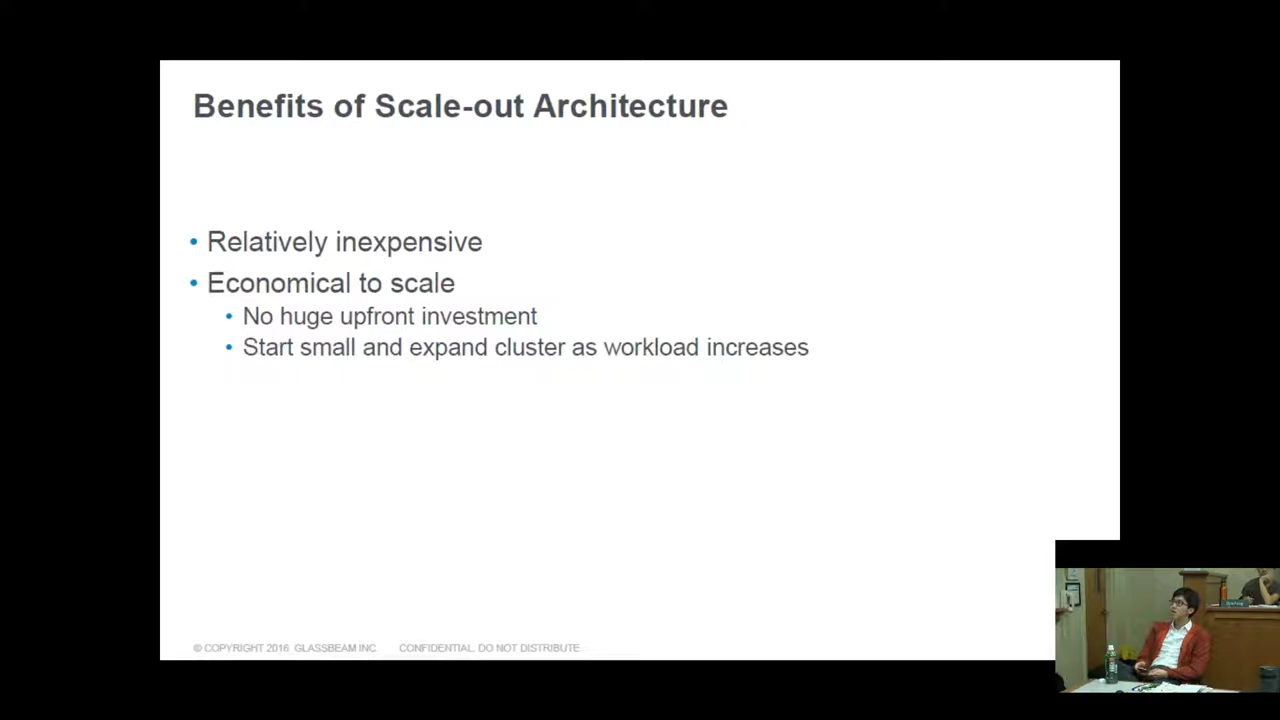 Benefits of Scale-out Architecture
• Relatively inexpensive
• Economical to scale
• No huge upfront investment
• Start small and expand cluster as workload increases
© COPYRIGHT 2016 GLASSBEAM INC. CONFIDENTIAL. DO NOT DISTRIBUTE